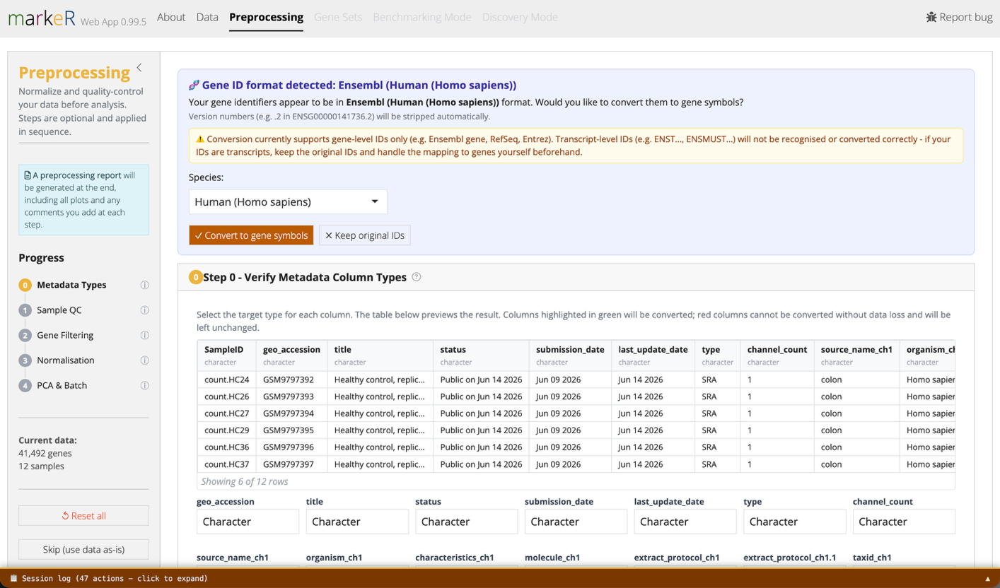 markeR Web App 0.99.5 About Data Preprocessing Gene Sets Benchmarking Mode Discovery Mode Report bug
Preprocessing
Normalize and quality-control
your data before analysis.
Steps are optional and applied
in sequence.
A preprocessing report will
be generated at the end,
including all plots and any
comments you add at each
step.
Progress
0 Metadata Types
1 Sample QC
2 Gene Filtering
3 Normalisation
4 PCA & Batch
Current data:
41,492 genes
12 samples
Reset all
Skip (use data as-is)
Gene ID format detected: Ensembl (Human (Homo sapiens))
Your gene identifiers appear to be in Ensembl (Human (Homo sapiens)) format. Would you like to convert them to gene symbols?
Version numbers (e.g. .2 in ENSG00000141736.2) will be stripped automatically.
⚠ Conversion currently supports gene-level IDs only (e.g. Ensembl gene, RefSeq, Entrez). Transcript-level IDs (e.g. ENST..., ENSMUST...) will not be recognised or converted correctly - if your
IDs are transcripts, keep the original IDs and handle the mapping to genes yourself beforehand.
Species:
Human (Homo sapiens)
✓ Convert to gene symbols ✕ Keep original IDs
0 Step 0 - Verify Metadata Column Types ?
Select the target type for each column. The table below previews the result. Columns highlighted in green will be converted; red columns cannot be converted without data loss and will be
left unchanged.
SampleID geo_accession title status submission_date last_update_date type channel_count source_name_ch1 organism_ch
character character character character character character character character character character
count.HC24 GSM9797392 Healthy control, replic... Public on Jun 14 2026 Jun 09 2026 Jun 14 2026 SRA 1 colon Homo sapien
count.HC26 GSM9797393 Healthy control, replic... Public on Jun 14 2026 Jun 09 2026 Jun 14 2026 SRA 1 colon Homo sapien
count.HC27 GSM9797394 Healthy control, replic... Public on Jun 14 2026 Jun 09 2026 Jun 14 2026 SRA 1 colon Homo sapien
count.HC29 GSM9797395 Healthy control, replic... Public on Jun 14 2026 Jun 09 2026 Jun 14 2026 SRA 1 colon Homo sapien
count.HC36 GSM9797396 Healthy control, replic... Public on Jun 14 2026 Jun 09 2026 Jun 14 2026 SRA 1 colon Homo sapien
count.HC37 GSM9797397 Healthy control, replic... Public on Jun 14 2026 Jun 09 2026 Jun 14 2026 SRA 1 colon Homo sapien
Showing 6 of 12 rows
geo_accession title status submission_date last_update_date type channel_count
Character Character Character Character Character Character Character
source_name_ch1 organism_ch1 characteristics_ch1 molecule_ch1 extract_protocol_ch1 extract_protocol_ch1.1 taxid_ch1
Session log (47 actions — click to expand) ▲